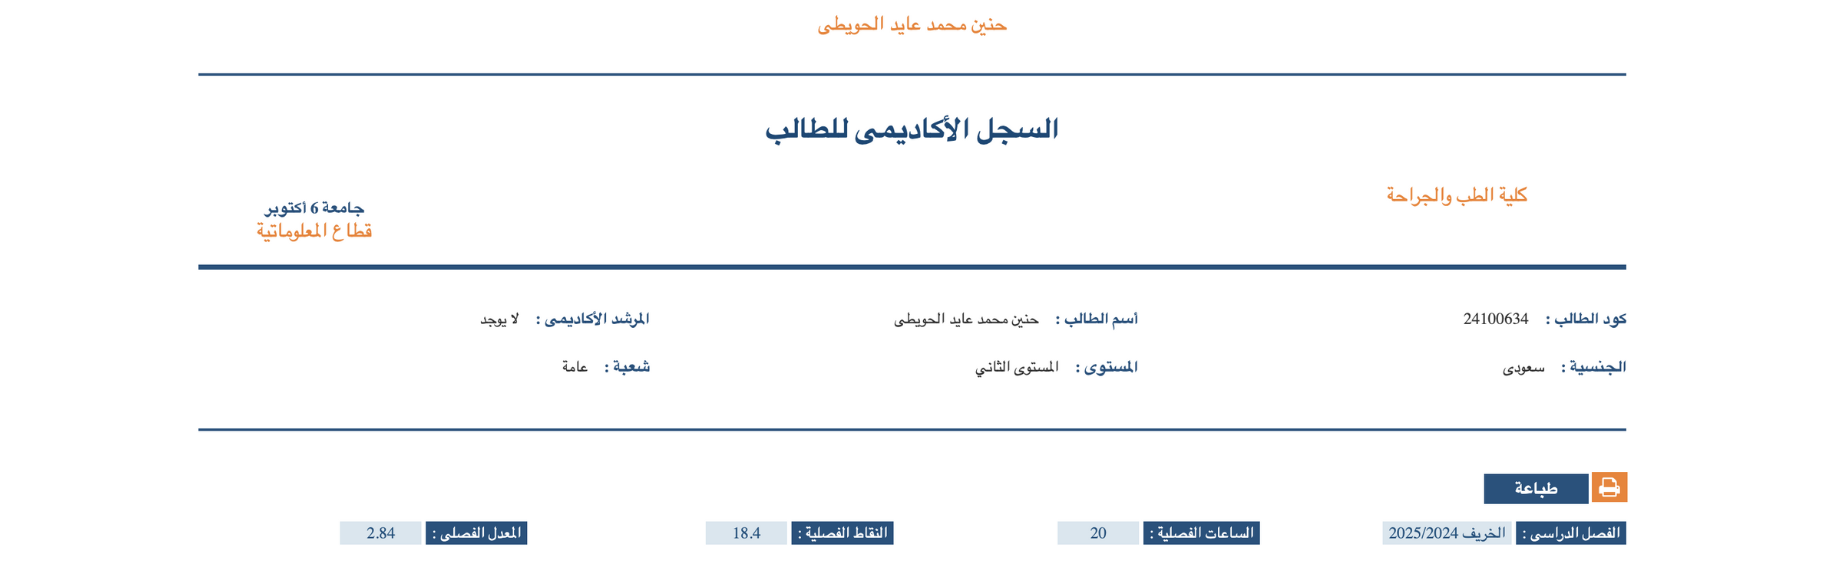 حنين محمد عايد الحويطى
السجل الأكاديمى للطالب
كلية الطب والجراحة
جامعة 6 أكتوبر
قطاع المعلوماتية
كود الطالب : 24100634 أسم الطالب : حنين محمد عايد الحويطى المرشد الأكاديمى : لا يوجد
الجنسية : سعودى المستوى : المستوى الثاني شعبة : عامة
طباعة
الفصل الدراسى : الخريف 2025/2024 الساعات الفصلية : 20 النقاط الفصلية : 18.4 المعدل الفصلى : 2.84